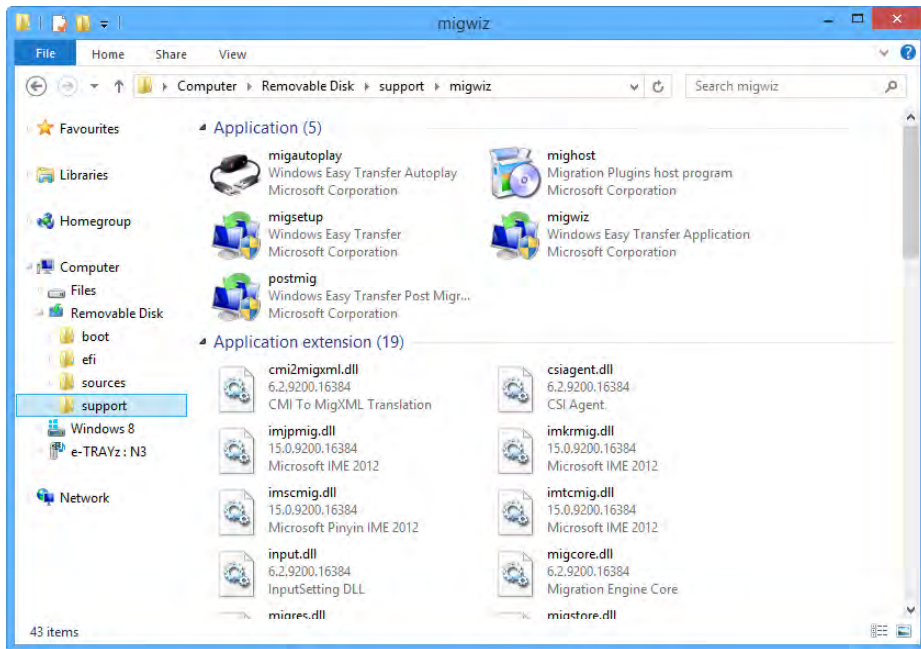 migwiz
File Home Share View
Computer Removable Disk support migwiz Search migwiz
Favourites
Libraries
Homegroup
Computer
Files
Removable Disk
boot
efi
sources
support
Windows 8
e-TRAYz : N3
Network
Application (5)
migautoplay
Windows Easy Transfer Autoplay
Microsoft Corporation
mighost
Migration Plugins host program
Microsoft Corporation
migsetup
Windows Easy Transfer
Microsoft Corporation
migwiz
Windows Easy Transfer Application
Microsoft Corporation
postmig
Windows Easy Transfer Post Migr...
Microsoft Corporation
Application extension (19)
cmi2migxml.dll
6.2.9200.16384
CMI To MigXML Translation
csiagent.dll
6.2.9200.16384
CSI Agent
imjpmig.dll
15.0.9200.16384
Microsoft IME 2012
imkrmig.dll
15.0.9200.16384
Microsoft IME 2012
imscmig.dll
15.0.9200.16384
Microsoft Pinyin IME 2012
imtcmig.dll
15.0.9200.16384
Microsoft IME 2012
input.dll
6.2.9200.16384
InputSetting DLL
migcore.dll
6.2.9200.16384
Migration Engine Core
migres.dll
migstore.dll
43 items